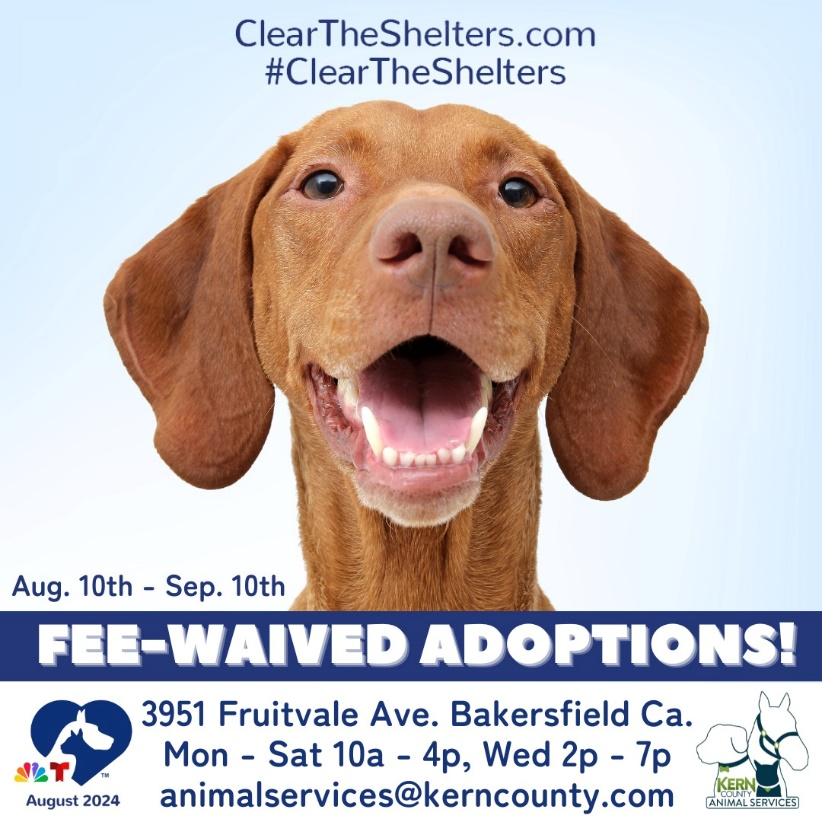 ClearTheShelters.com
#ClearTheShelters
Aug. 10th - Sep. 10th
FEE-WAIVED ADOPTIONS!
3951 Fruitvale Ave. Bakersfield Ca.
Mon - Sat 10a - 4p, Wed 2p - 7p
animalservices@kerncounty.com
TM
August 2024
KERN
COUNTY
ANIMAL SERVICES